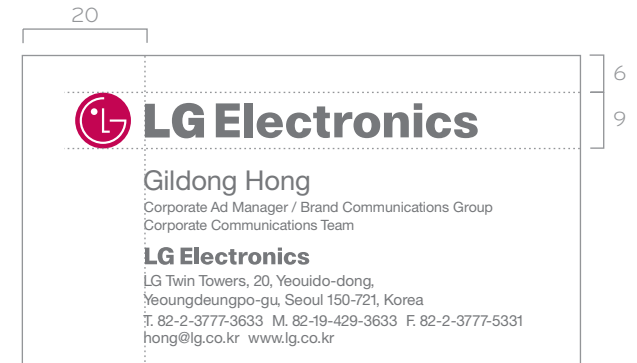 20
6
9
LG Electronics
Gildong Hong
Corporate Ad Manager / Brand Communications Group
Corporate Communications Team
LG Electronics
LG Twin Towers, 20, Yeouido-dong,
Yeoungdeungpo-gu, Seoul 150-721, Korea
T. 82-2-3777-3633 M. 82-19-429-3633 F. 82-2-3777-5331
hong@lg.co.kr www.lg.co.kr